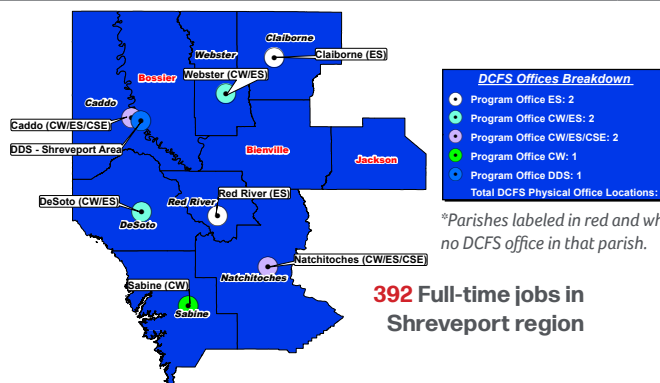 Claiborne
Claiborne (ES)
Webster
Bossier
Webster (CW/ES)
Caddo
Caddo (CW/ES/CSE)
DDS - Shreveport Area
Bienville
Jackson
Red River (ES)
Red River
DeSoto (CW/ES)
DeSoto
Natchitoches (CW/ES/CSE)
Natchitoches
Sabine (CW)
Sabine
DCFS Offices Breakdown
Program Office ES: 2
Program Office CW/ES: 2
Program Office CW/ES/CSE: 2
Program Office CW: 1
Program Office DDS: 1
Total DCFS Physical Office Locations:
*Parishes labeled in red and
no DCFS office in that parish.
392 Full-time jobs in
Shreveport region